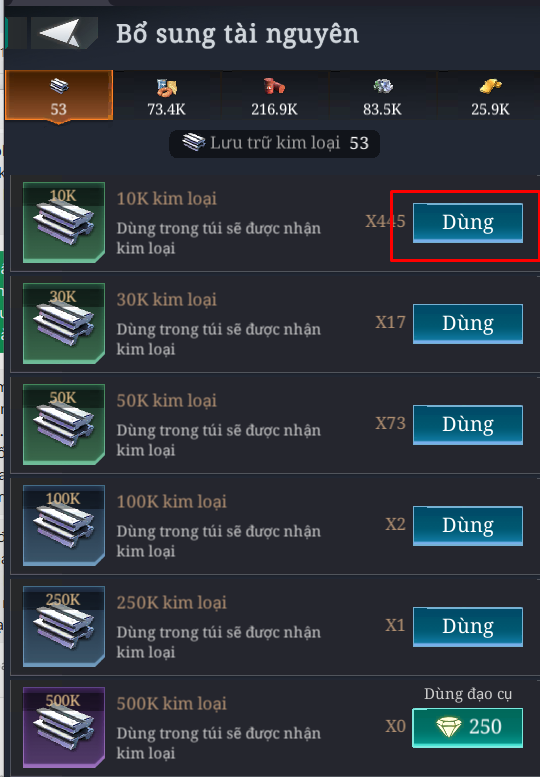 Bổ sung tài nguyên
53 73.4K 216.9K 83.5K 25.9K
Lưu trữ kim loại 53
10K
10K kim loại
Dùng trong túi sẽ được nhận
kim loại
X445
Dùng
30K
30K kim loại
Dùng trong túi sẽ được nhận
kim loại
X17
Dùng
50K
50K kim loại
Dùng trong túi sẽ được nhận
kim loại
X73
Dùng
100K
100K kim loại
Dùng trong túi sẽ được nhận
kim loại
X2
Dùng
250K
250K kim loại
Dùng trong túi sẽ được nhận
kim loại
X1
Dùng
500K
500K kim loại
Dùng trong túi sẽ được nhận
kim loại
X0
Dùng đạo cụ
250